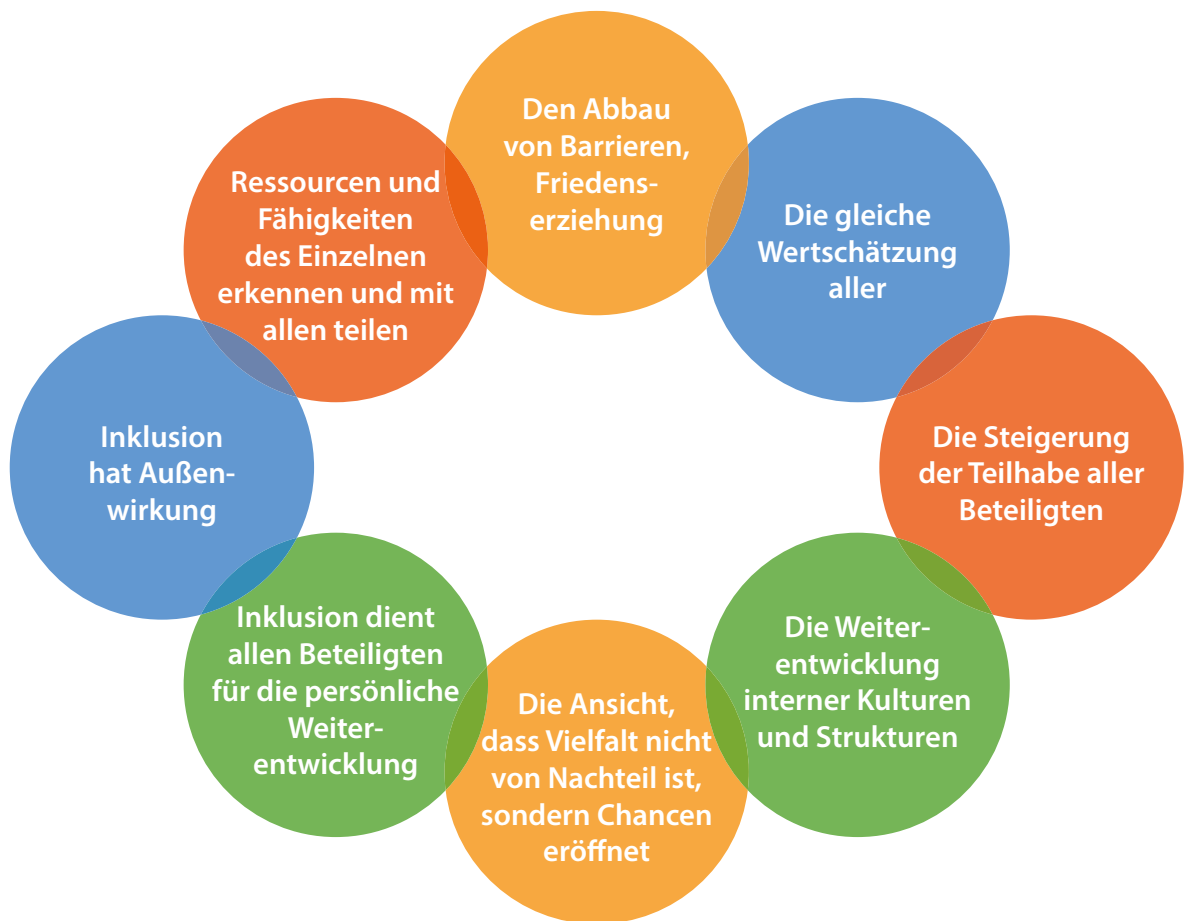 Den Abbau
von Barrieren,
Friedens-
erziehung
Die gleiche
Wertschätzung
aller
Die Steigerung
der Teilhabe aller
Beteiligten
Die Weiter-
entwicklung
interner Kulturen
und Strukturen
Die Ansicht,
dass Vielfalt nicht
von Nachteil ist,
sondern Chancen
eröffnet
Inklusion dient
allen Beteiligten
für die persönliche
Weiter-
entwicklung
Inklusion
hat Außen-
wirkung
Ressourcen und
Fähigkeiten
des Einzelnen
erkennen und mit
allen teilen